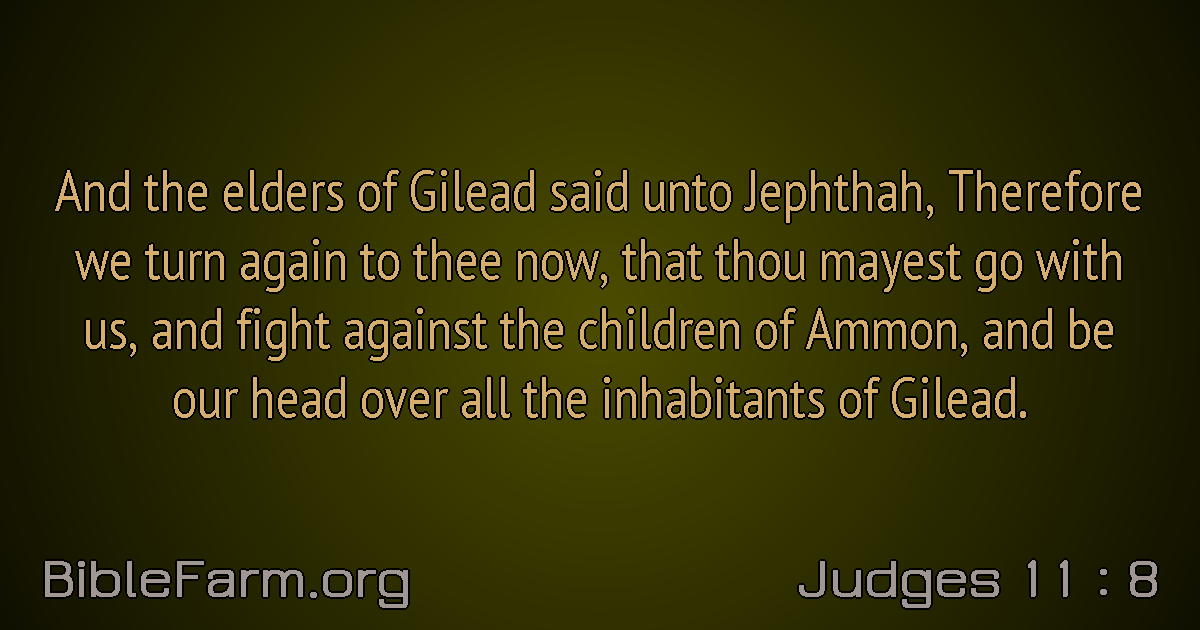 And the elders of Gilead said unto Jephthah, Therefore
we turn again to thee now, that thou mayest go with
us, and fight against the children of Ammon, and be
our head over all the inhabitants of Gilead.
BibleFarm.org
Judges 11 : 8